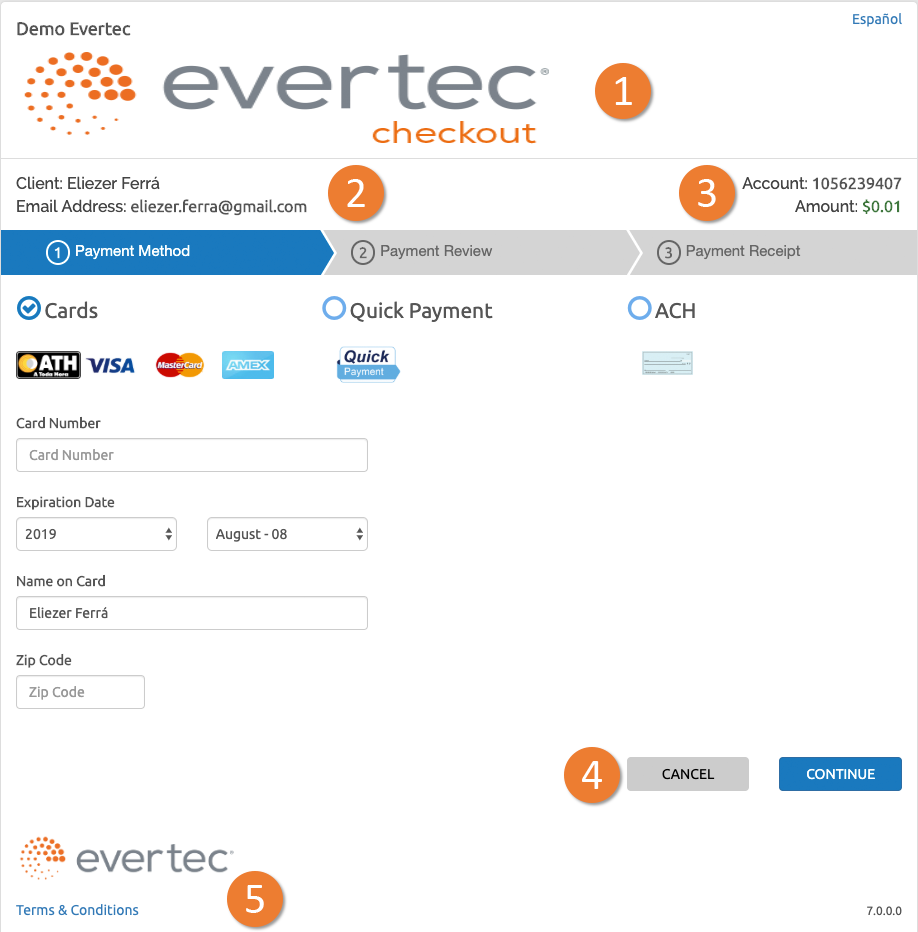 Demo Evertec
Español
evertec®
checkout
1
Client: Eliezer Ferrá
Email Address: eliezer.ferra@gmail.com
2
3
Account: 1056239407
Amount: $0.01
1 Payment Method
2 Payment Review
3 Payment Receipt
Cards
Quick Payment
ACH
ATH
A Toda Hora
VISA
MasterCard
AMEX
Quick
Payment
Card Number
Card Number
Expiration Date
2019
August - 08
Name on Card
Eliezer Ferrá
Zip Code
Zip Code
4
CANCEL
CONTINUE
evertec
5
Terms & Conditions
7.0.0.0